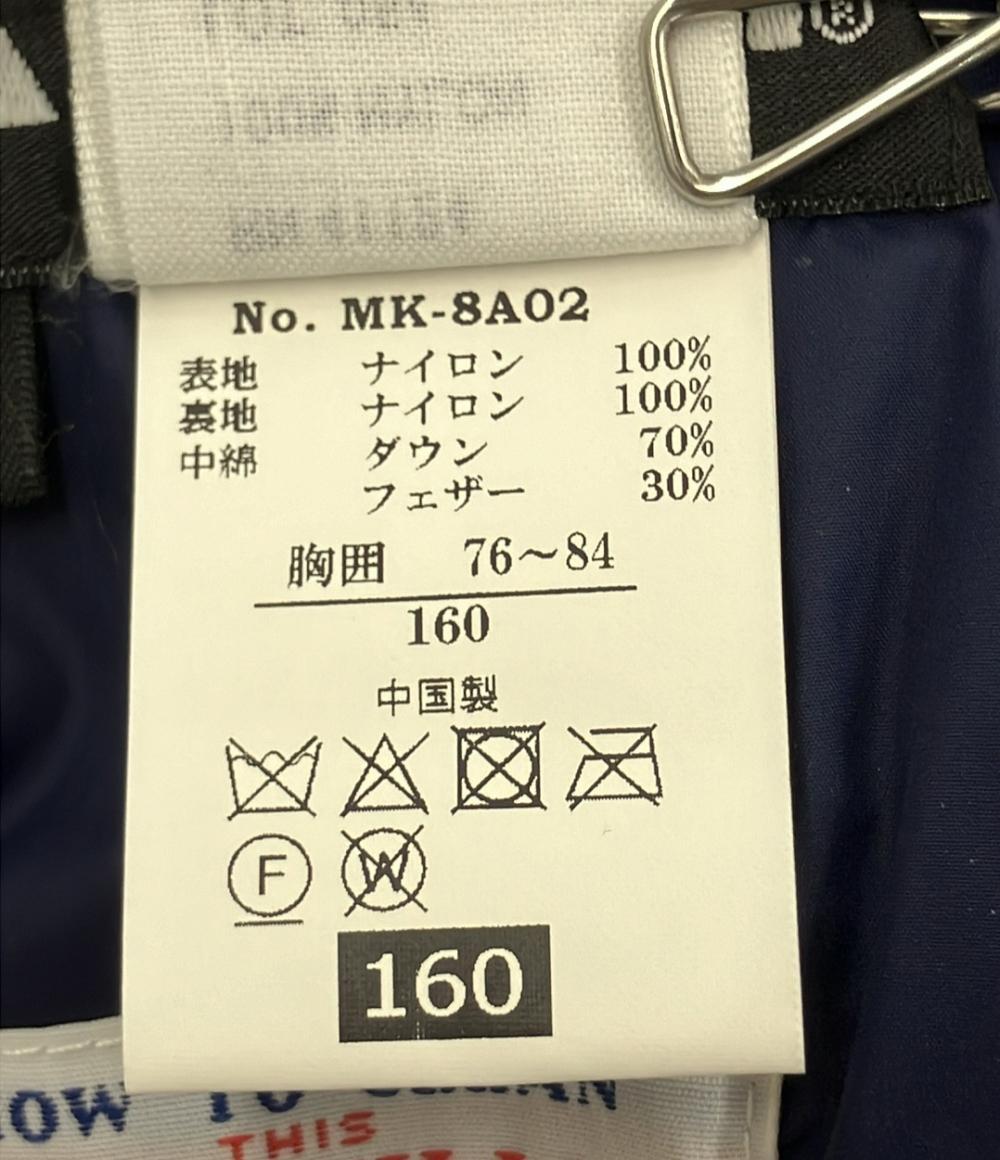 ®
No. MK-8A02
表地 ナイロン 100%
裏地 ナイロン 100%
中綿 ダウン 70%
フェザー 30%
胸囲 76～84
160
中国製
F W
160
TO
THIS